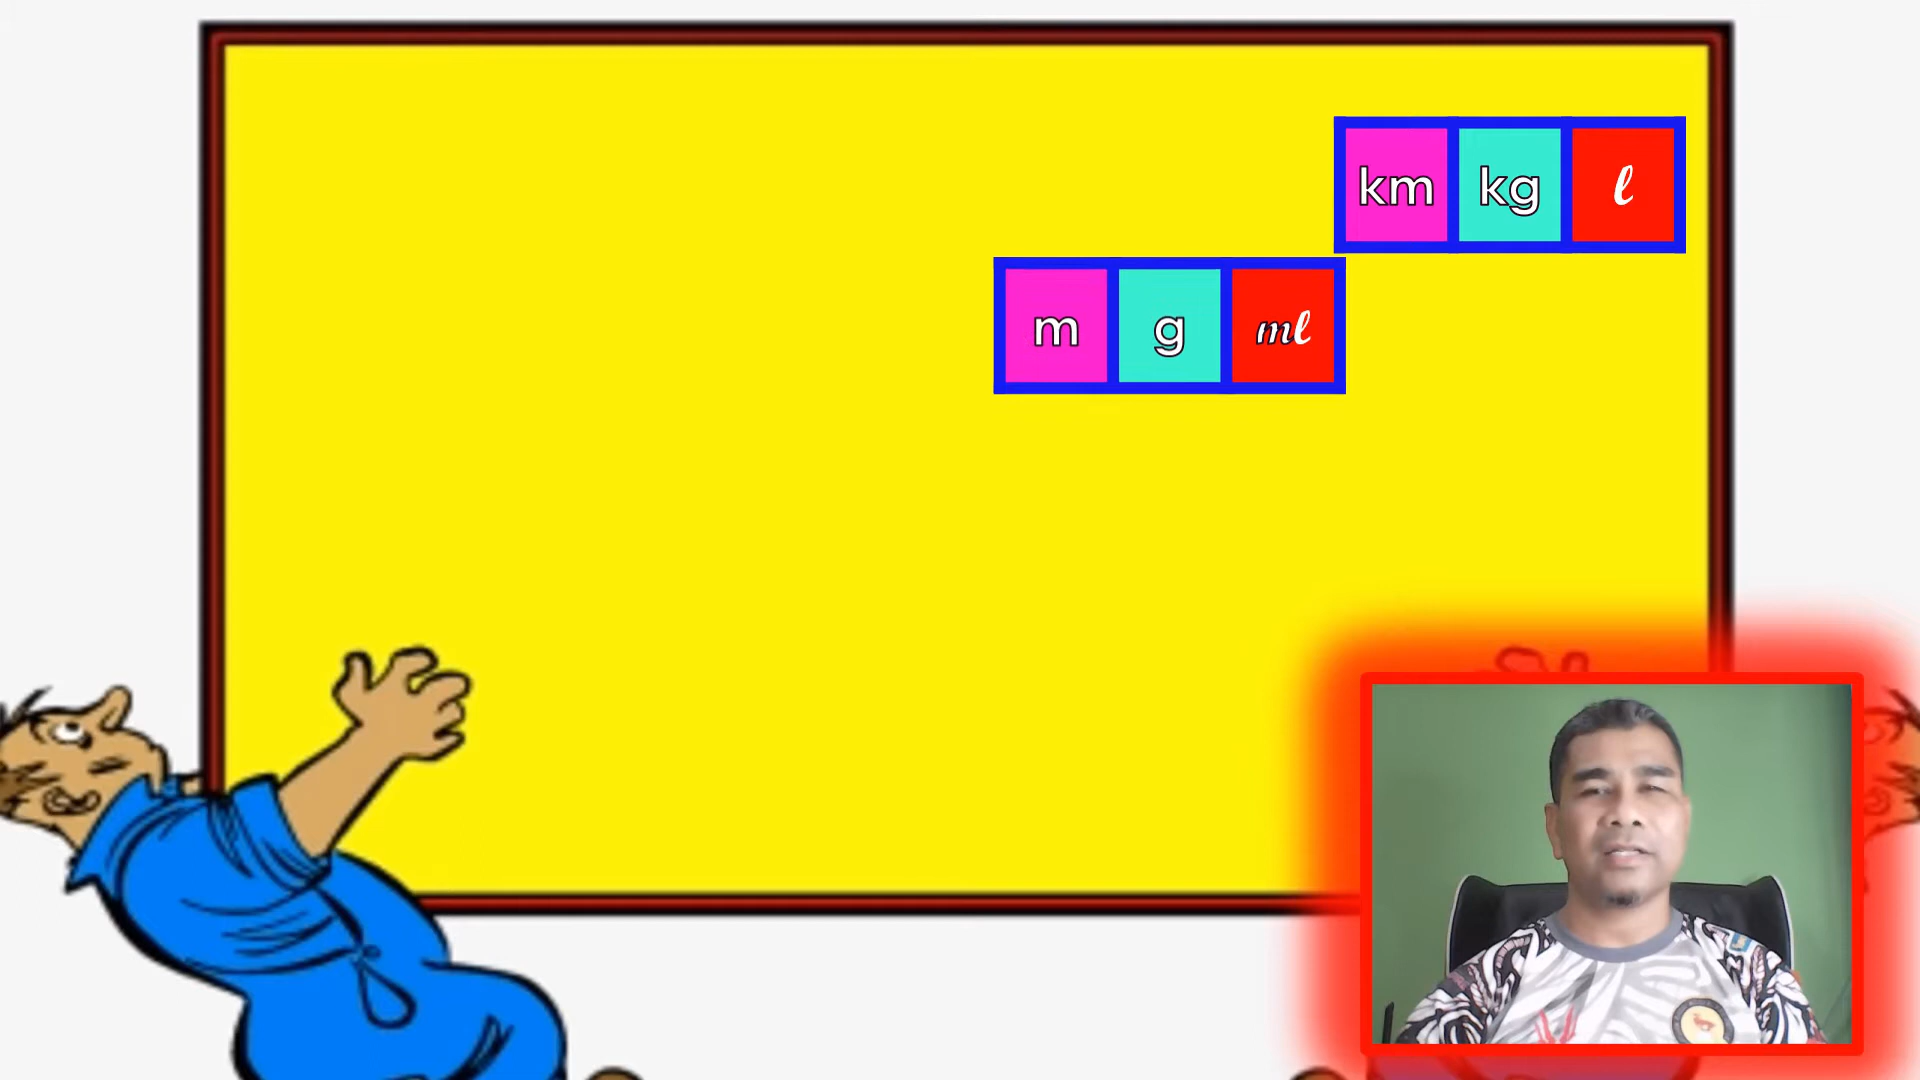 km kg ℓ
m g mℓ